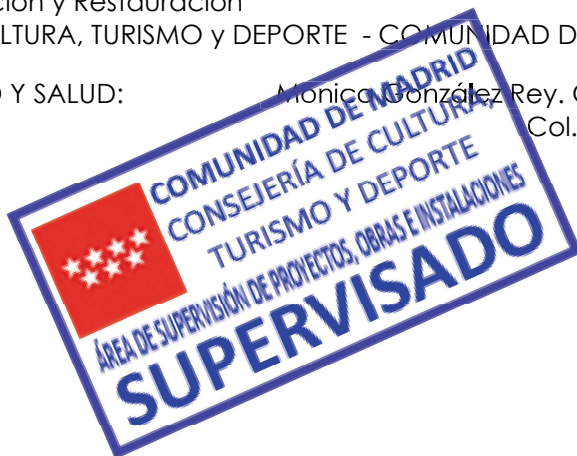 ción y Restauración
LTURA, TURISMO y DEPORTE - COMUNIDAD D
Y SALUD: Monica González Rey.
Col.
COMUNIDAD DE MADRID
CONSEJERÍA DE CULTURA,
TURISMO Y DEPORTE
ÁREA DE SUPERVISIÓN DE PROYECTOS, OBRAS E INSTALACIONES
SUPERVISADO